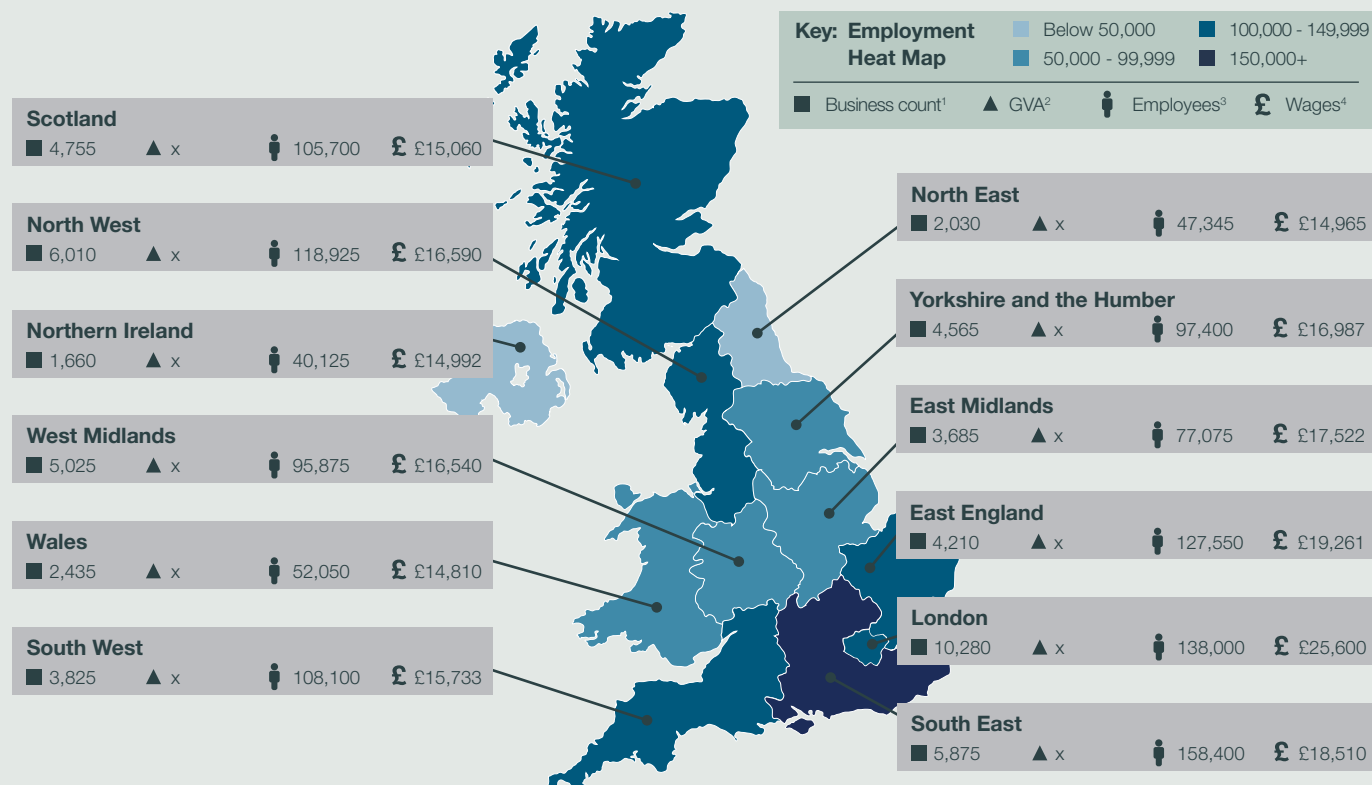 Key: Employment Heat Map
Below 50,000
100,000 - 149,999
50,000 - 99,999
150,000+
Business count¹ GVA² Employees³ £ Wages⁴
Scotland
4,755 x 105,700 £ £15,060
North West
6,010 x 118,925 £ £16,590
Northern Ireland
1,660 x 40,125 £ £14,992
West Midlands
5,025 x 95,875 £ £16,540
Wales
2,435 x 52,050 £ £14,810
South West
3,825 x 108,100 £ £15,733
North East
2,030 x 47,345 £ £14,965
Yorkshire and the Humber
4,565 x 97,400 £ £16,987
East Midlands
3,685 x 77,075 £ £17,522
East England
4,210 x 127,550 £ £19,261
London
10,280 x 138,000 £ £25,600
South East
5,875 x 158,400 £ £18,510